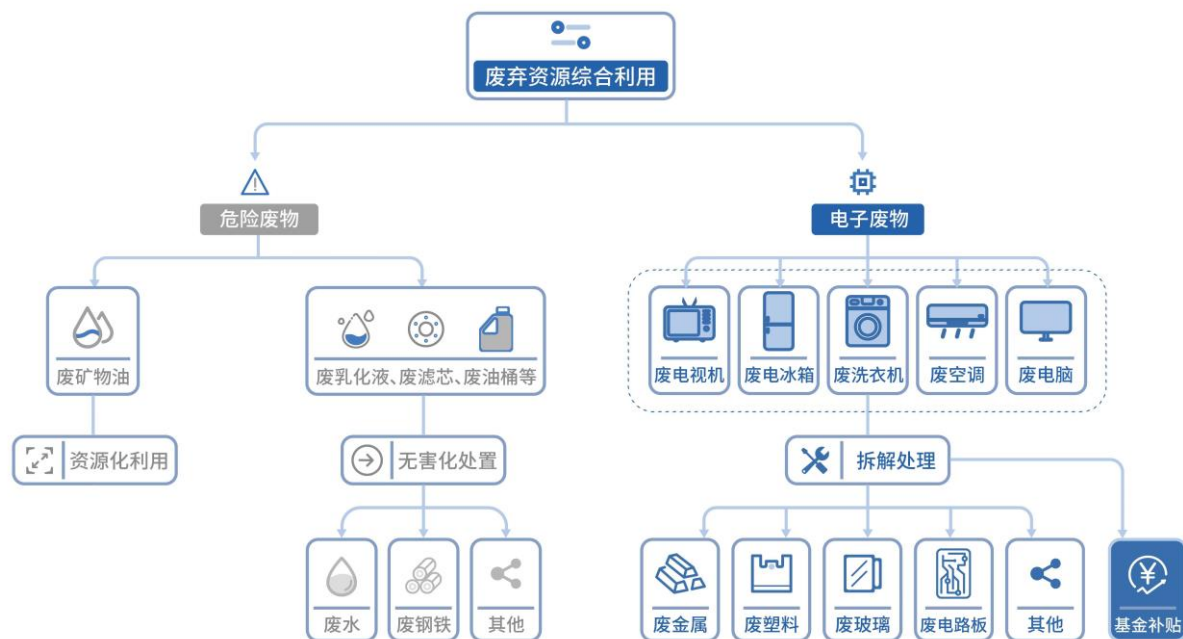 废弃资源综合利用
危险废物
电子废物
废矿物油
废乳化液、废滤芯、废油桶等
废电视机
废电冰箱
废洗衣机
废空调
废电脑
资源化利用
无害化处置
拆解处理
废水
废钢铁
其他
废金属
废塑料
废玻璃
废电路板
其他
¥
基金补贴